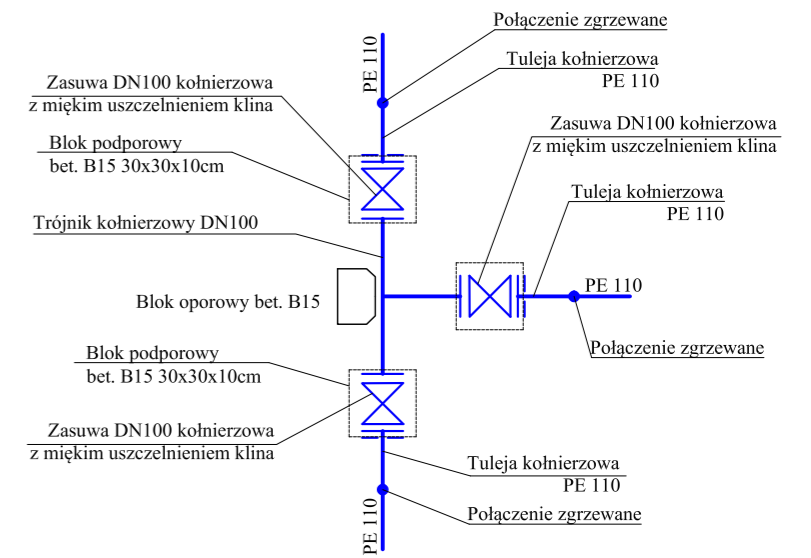 Połączenie zgrzewane
PE 110
Tuleja kołnierzowa
PE 110
Zasuwa DN100 kołnierzowa
z miękim uszczelnieniem klina
Zasuwa DN100 kołnierzowa
z miękim uszczelnieniem klina
Blok podporowy
bet. B15 30x30x10cm
Tuleja kołnierzowa
PE 110
Trójnik kołnierzowy DN100
PE 110
Blok oporowy bet. B15
Połączenie zgrzewane
Blok podporowy
bet. B15 30x30x10cm
Zasuwa DN100 kołnierzowa
z miękim uszczelnieniem klina
Tuleja kołnierzowa
PE 110
Połączenie zgrzewane
PE 110